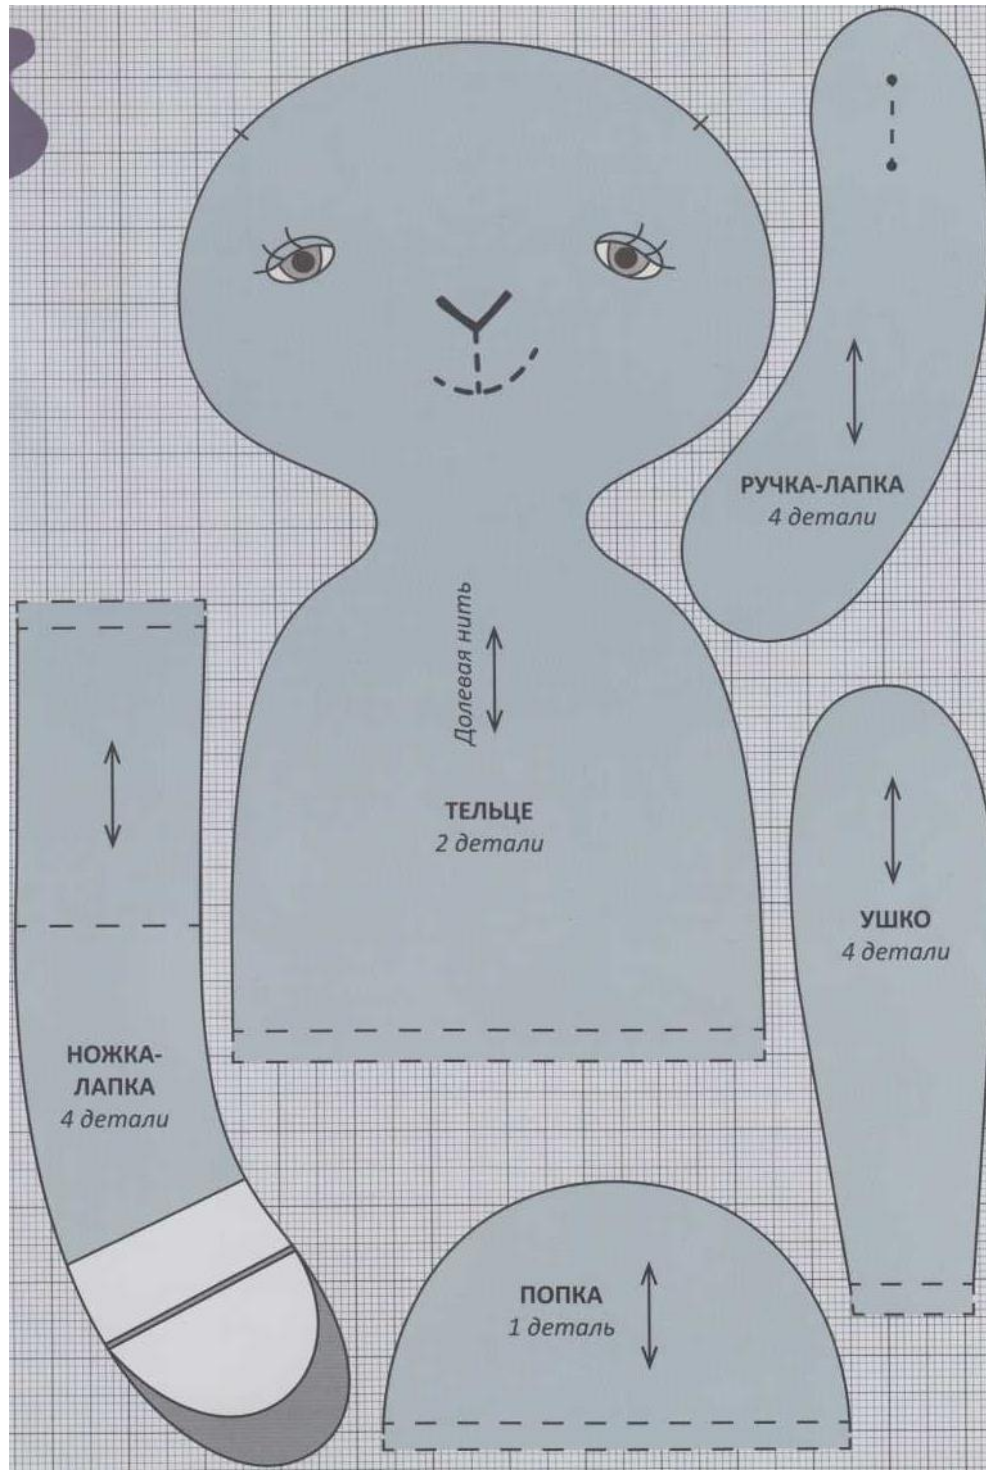 РУЧКА-ЛАПКА
4 детали
Долевая нить
ТЕЛЬЦЕ
2 детали
УШКО
4 детали
НОЖКА-
ЛАПКА
4 детали
ПОПКА
1 деталь